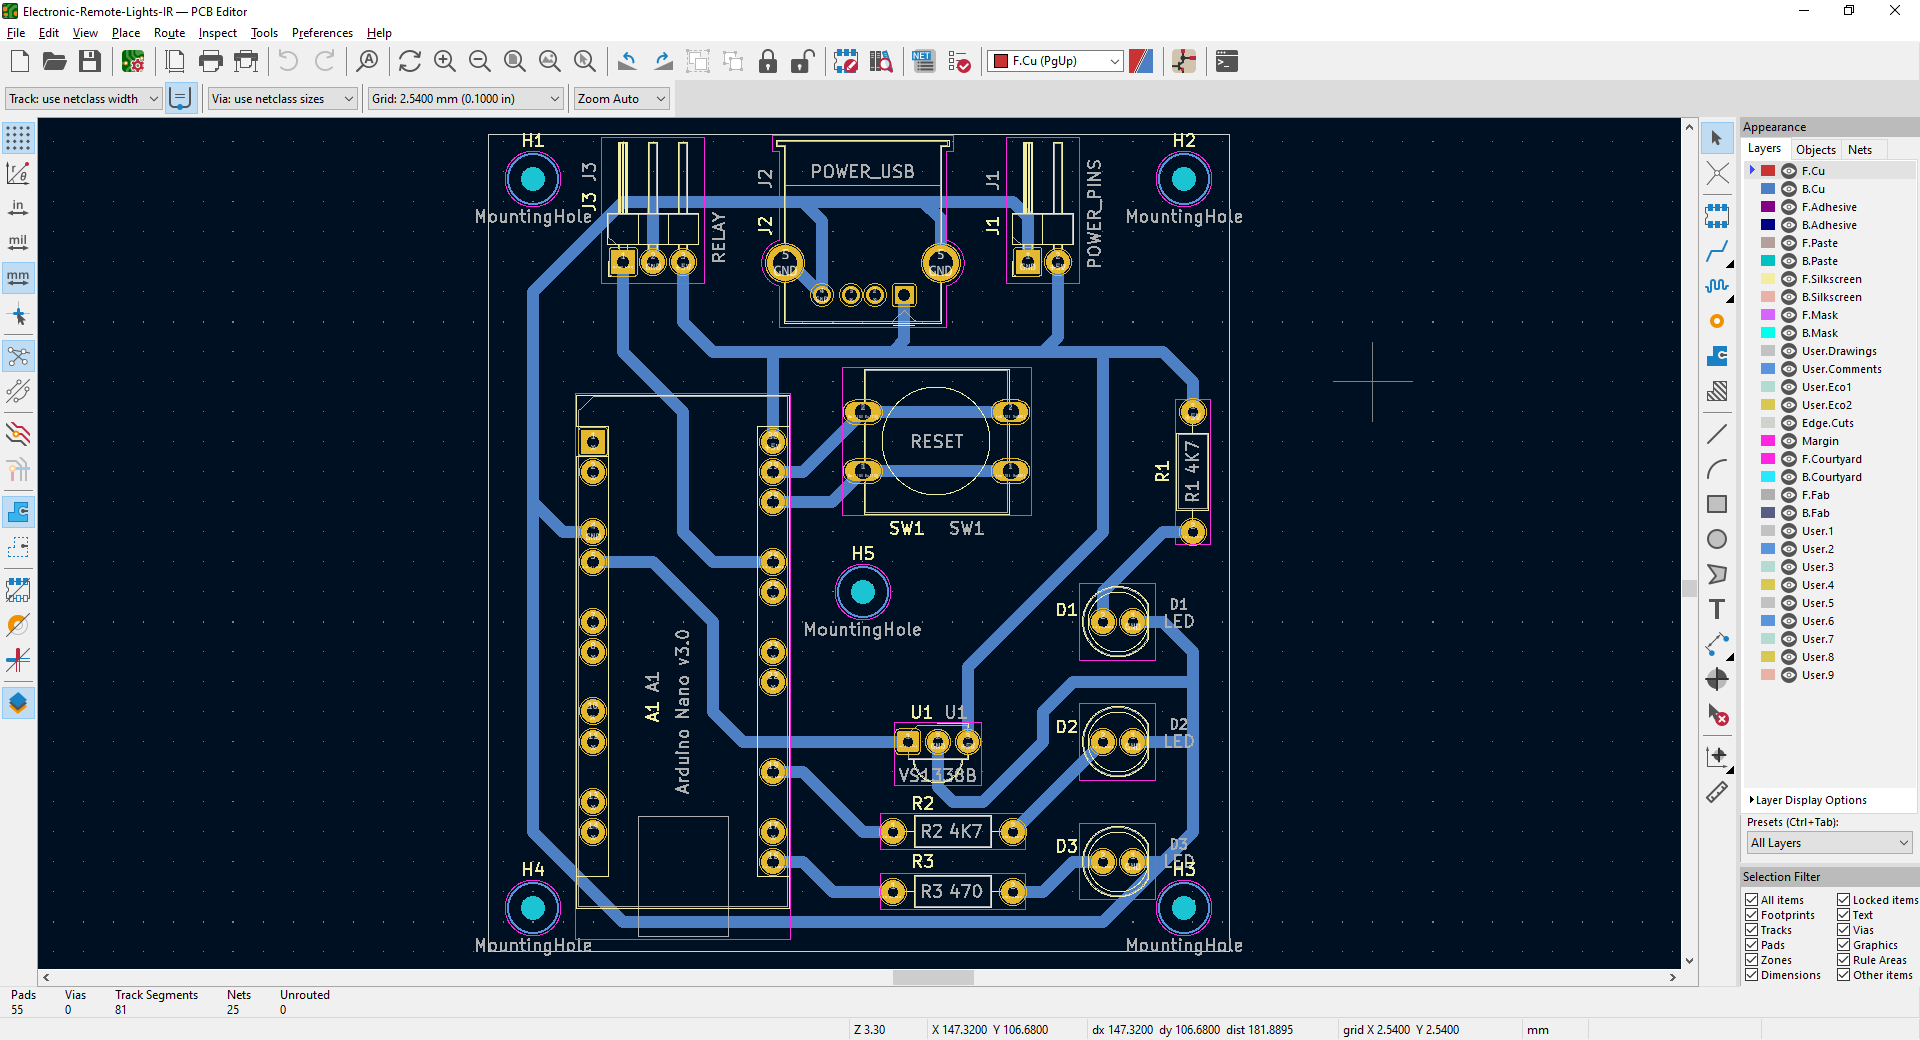 Electronic-Remote-Lights-IR — PCB Editor
File Edit View Place Route Inspect Tools Preferences Help
F.Cu (PgUp)
Track: use netclass width
Via: use netclass sizes
Grid: 2.5400 mm (0.1000 in)
Zoom Auto
in
mil
mm
H1
MountingHole
J3
J3
RELAY
J2
J2
POWER_USB
5
GND
5
GND
J1
J1
POWER_PINS
H2
MountingHole
RESET
SW1 SW1
R1
R1 4K7
H5
MountingHole
D1
D1
LED
A1 A1
Arduino Nano v3.0
U1 U1
VS1338B
D2
D2
LED
R2
R2 4K7
R3
R3 470
D3
D3
LED
H4
MountingHole
H3
MountingHole
Appearance
Layers Objects Nets
F.Cu
B.Cu
F.Adhesive
B.Adhesive
F.Paste
B.Paste
F.Silkscreen
B.Silkscreen
F.Mask
B.Mask
User.Drawings
User.Comments
User.Eco1
User.Eco2
Edge.Cuts
Margin
F.Courtyard
B.Courtyard
F.Fab
B.Fab
User.1
User.2
User.3
User.4
User.5
User.6
User.7
User.8
User.9
Layer Display Options
Presets (Ctrl+Tab):
All Layers
Selection Filter
All items Locked items
Footprints Text
Tracks Vias
Pads Graphics
Zones Rule Areas
Dimensions Other items
Pads Vias Track Segments Nets Unrouted
55 0 81 25 0
Z 3.30
X 147.3200 Y 106.6800
dx 147.3200 dy 106.6800 dist 181.8895
grid X 2.5400 Y 2.5400
mm